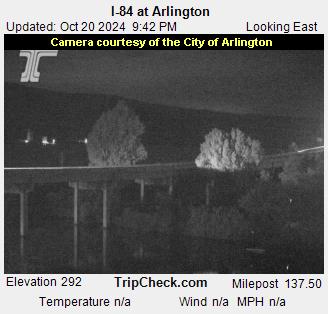 I-84 at Arlington
Updated: Oct 20 2024 9:42 PM Looking East
Camera courtesy of the City of Arlington
Elevation 292 TripCheck.com Milepost 137.50
Temperature n/a Wind n/a MPH n/a